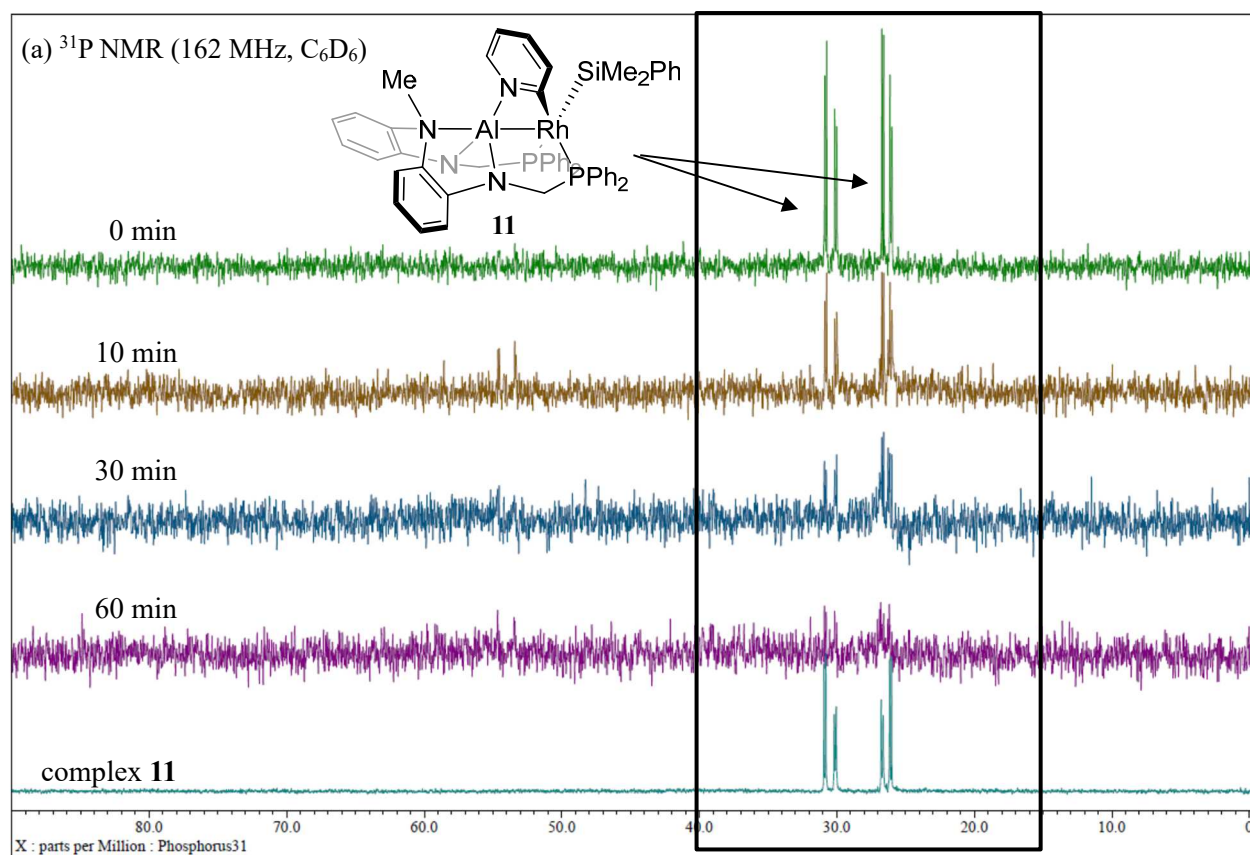 (a) ³¹P NMR (162 MHz, C₆D₆)
SiMe₂Ph
Me
N
N
Al
Rh
N
PPh₂
N
PPh₂
11
0 min
10 min
30 min
60 min
complex 11
80.0 70.0 60.0 50.0 40.0 30.0 20.0 10.0 0
X : parts per Million : Phosphorus31